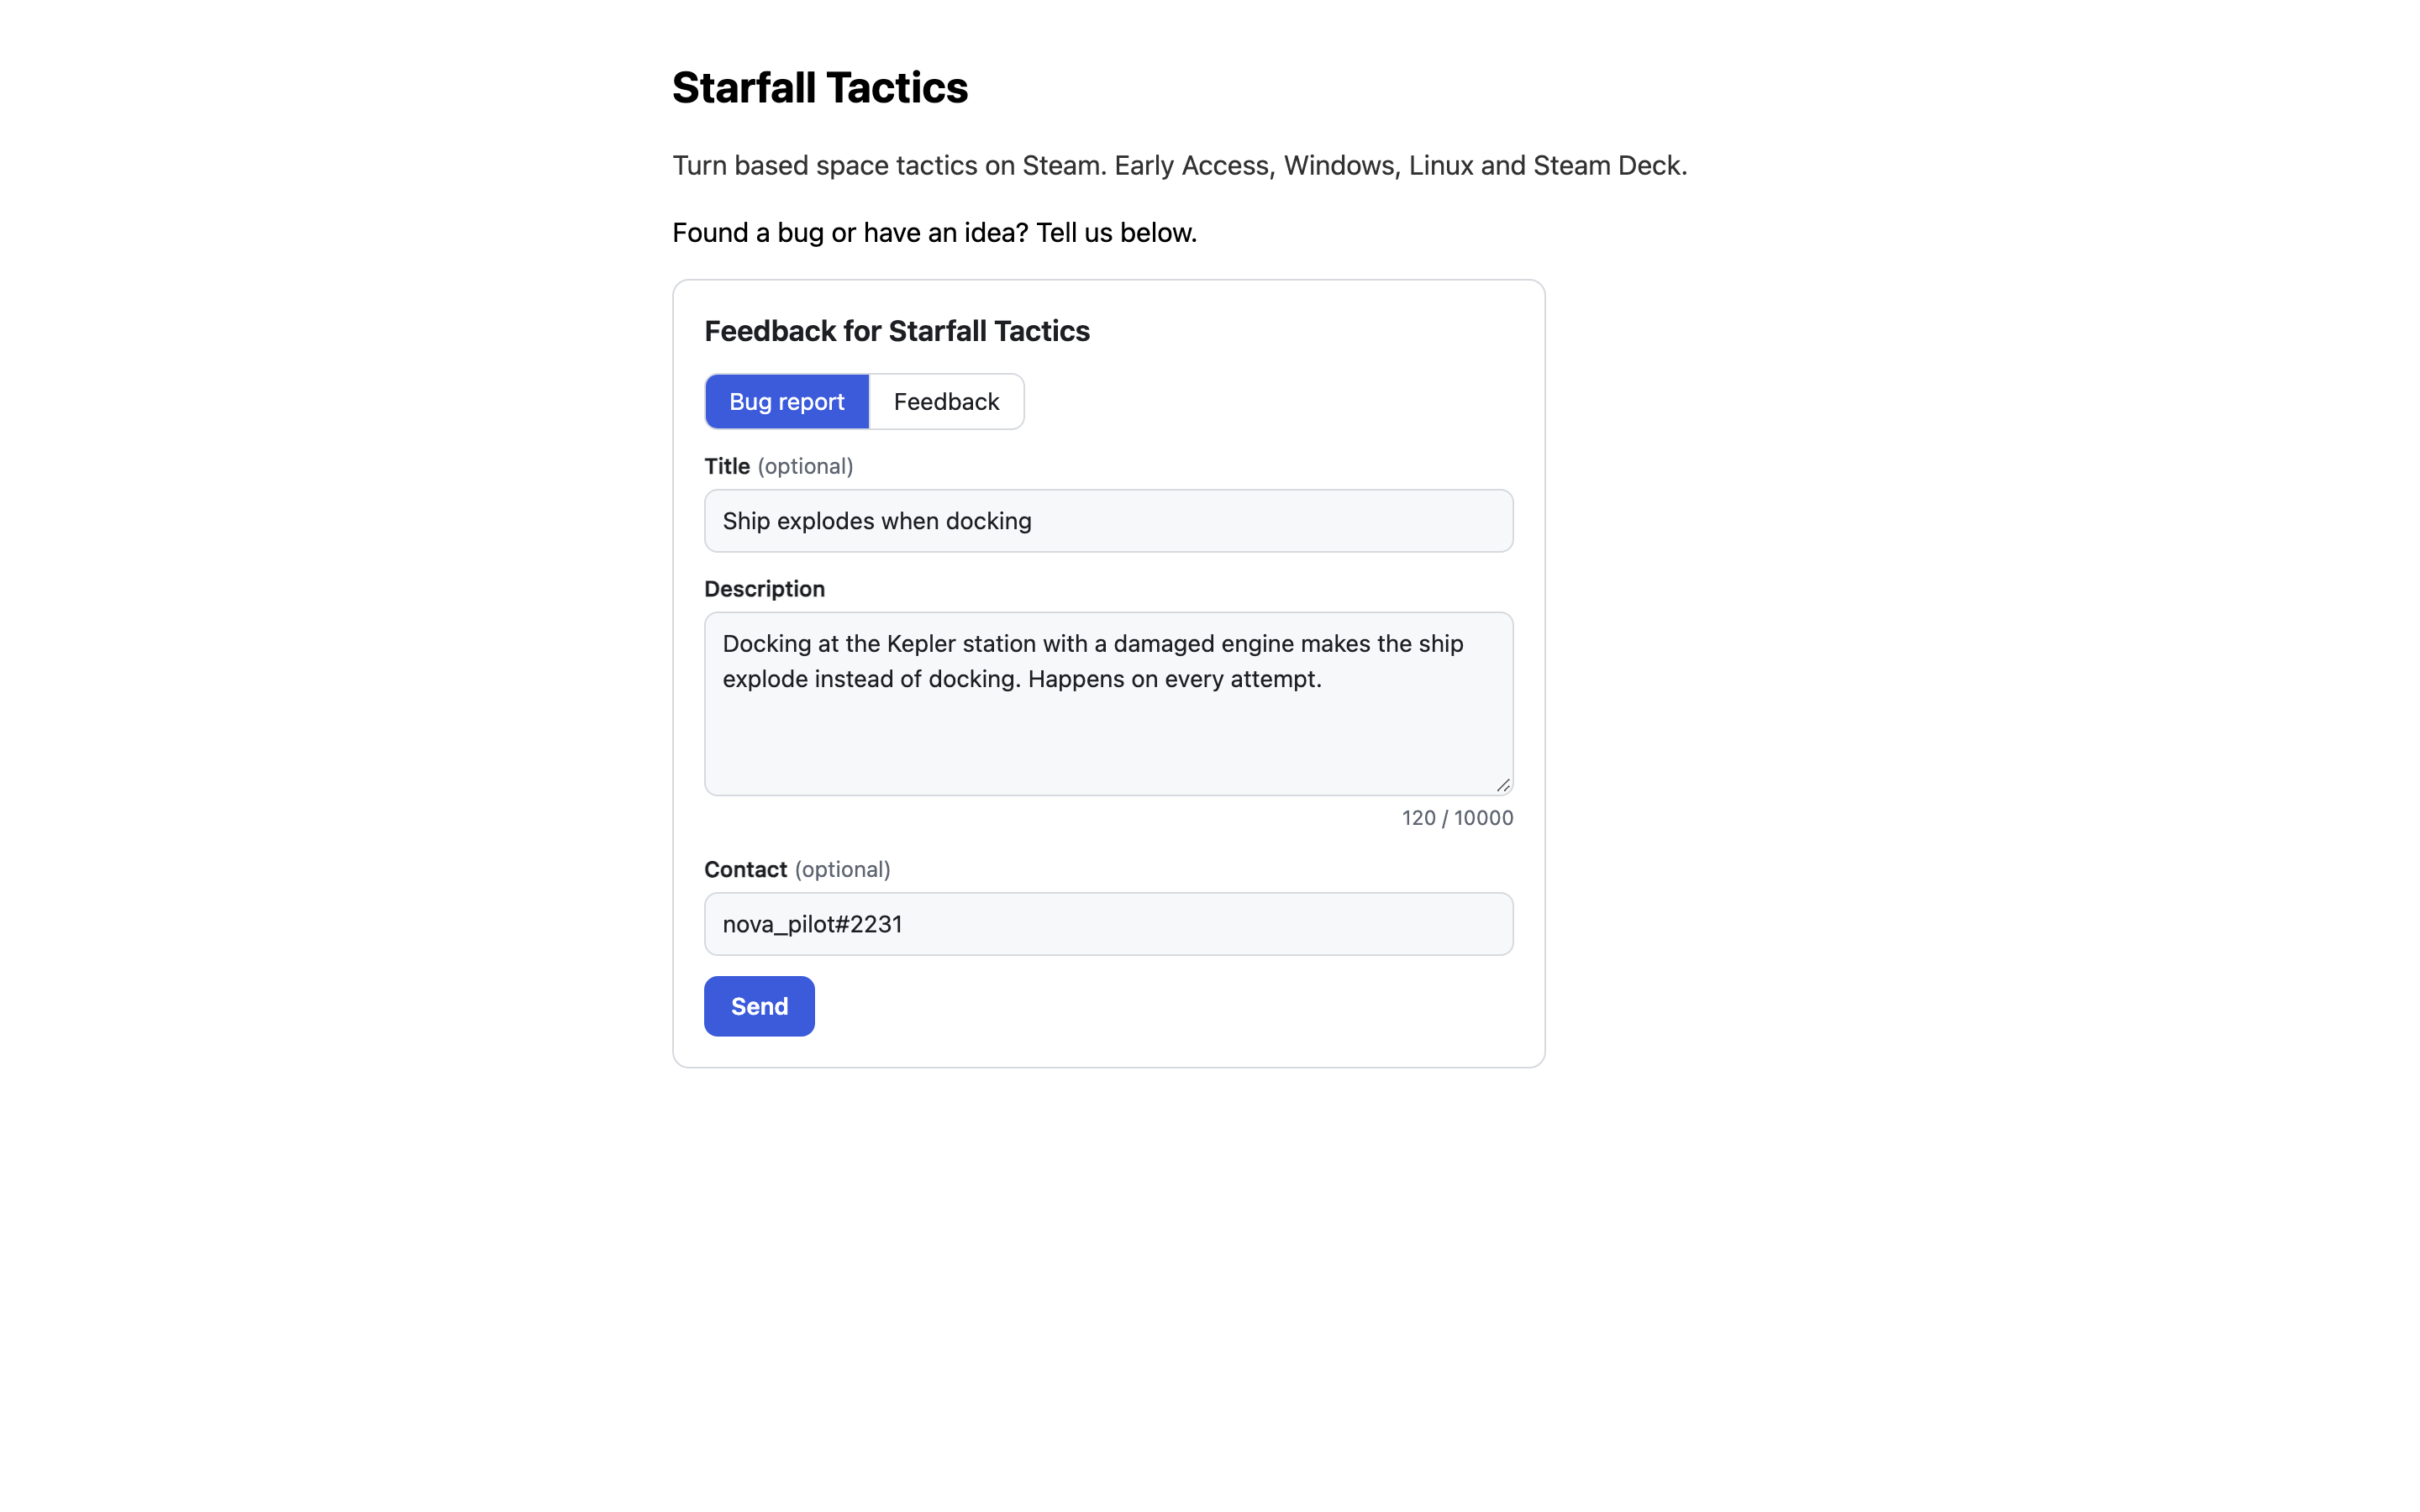 Starfall Tactics
Turn based space tactics on Steam. Early Access, Windows, Linux and Steam Deck.
Found a bug or have an idea? Tell us below.
Feedback for Starfall Tactics
Bug report Feedback
Title (optional)
Ship explodes when docking
Description
Docking at the Kepler station with a damaged engine makes the ship
explode instead of docking. Happens on every attempt.
120 / 10000
Contact (optional)
nova_pilot#2231
Send